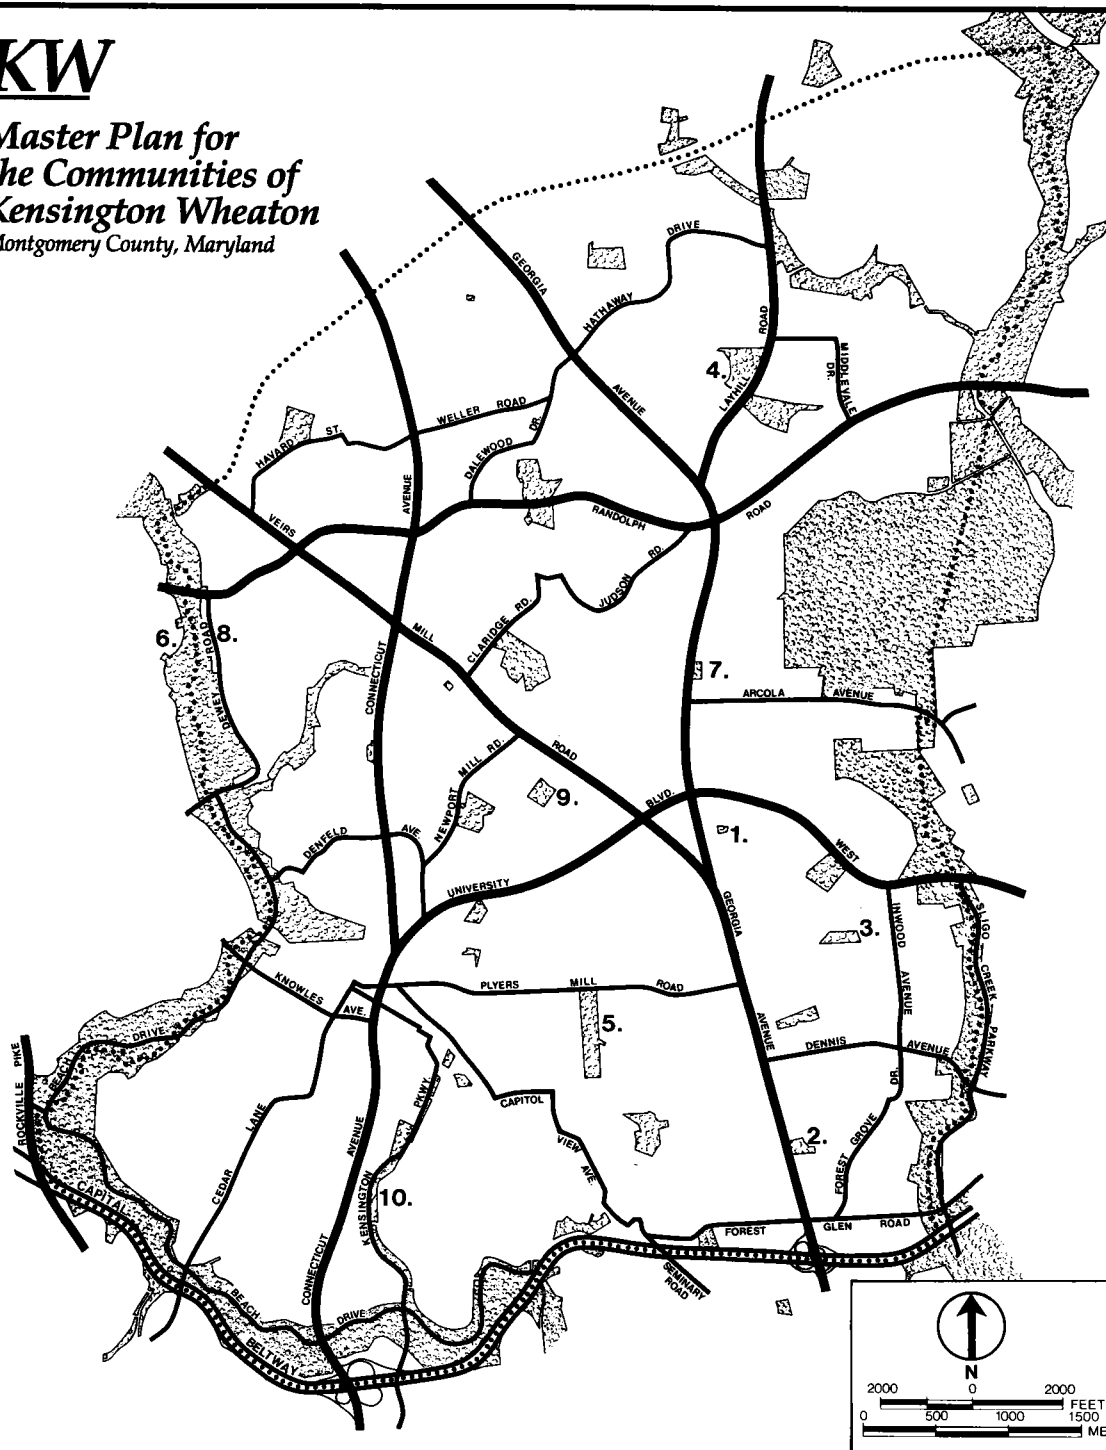 KW
Master Plan for
the Communities of
Kensington Wheaton
Montgomery County, Maryland
GEORGIA
DRIVE
HATHAWAY
ROAD
4.
LAYHILL
MIDDLEVALE
DR.
AVENUE
WELLER ROAD
DR.
DALEWOOD
HAVARD ST.
AVENUE
VEIRS
RANDOLPH
ROAD
JUDSON RD.
CLARIDGE RD.
MILL
6.
8.
DEWEY ROAD
CONNECTICUT
7.
ARCOLA AVENUE
ROAD
MILL RD.
NEWPORT
9.
BLVD.
1.
WEST
DENFELD AVE
UNIVERSITY
GEORGIA
INWOOD
3.
SLIGO
CREEK
PARKWAY
AVENUE
KNOWLES
AVE.
PLYERS MILL ROAD
5.
AVENUE
DENNIS AVENUE
DR.
DRIVE
BEACH
ROCKVILLE PIKE
PKWY.
CAPITOL
VIEW
AVE.
2.
GROVE
FOREST
LANE
CEDAR
AVENUE
KENSINGTON
10.
CAPITAL
FOREST GLEN ROAD
CONNECTICUT
SEMINARY
ROAD
BEACH
DRIVE
BELTWAY
N
2000 0 2000
FEET
0 500 1000 1500
ME